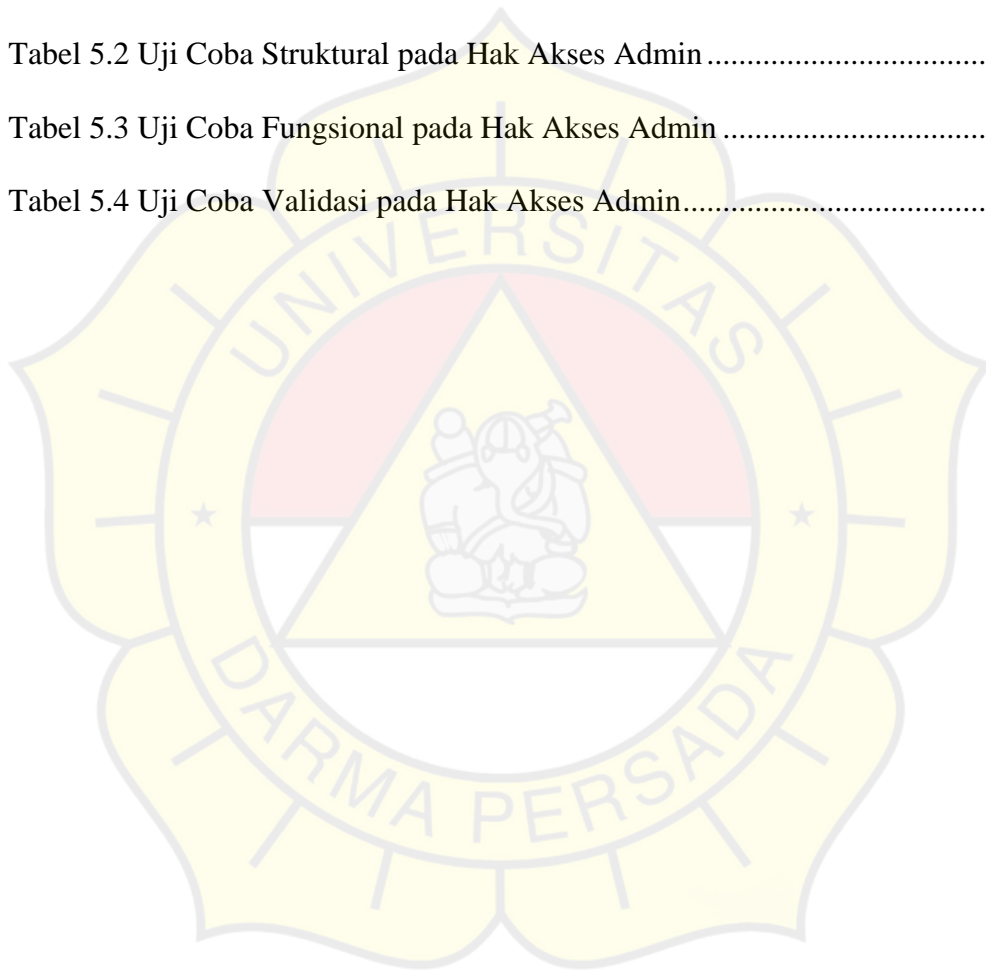 Tabel 5.2 Uji Coba Struktural pada Hak Akses Admin...................................
Tabel 5.3 Uji Coba Fungsional pada Hak Akses Admin.................................
Tabel 5.4 Uji Coba Validasi pada Hak Akses Admin......................................
UNIVERSITAS
DARMA PERSADA